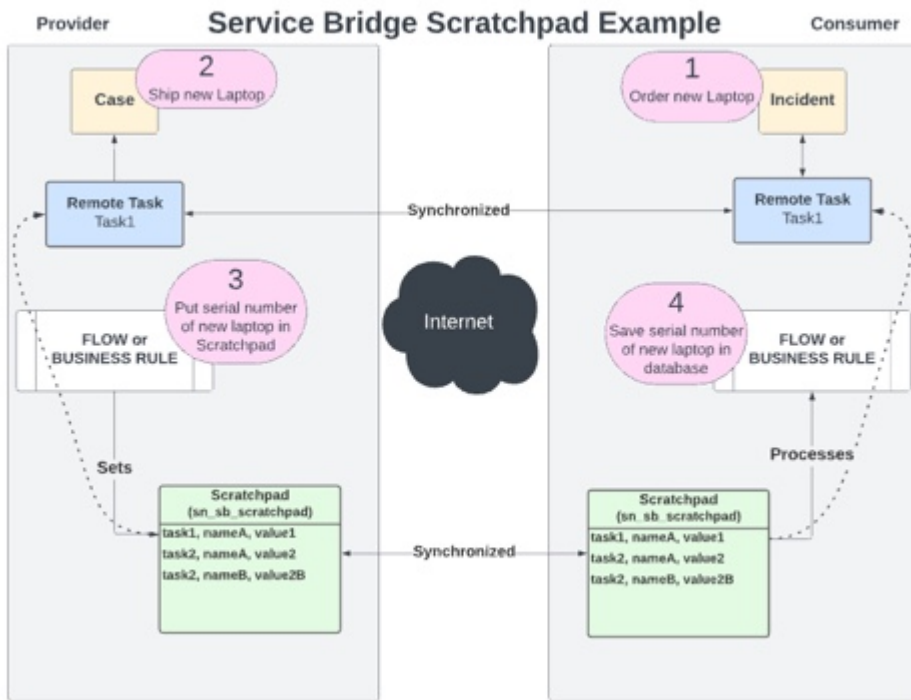 Service Bridge Scratchpad Example
Provider
Consumer
2
Ship new Laptop
Case
1
Order new Laptop
Incident
Remote Task
Task1
Synchronized
Remote Task
Task1
3
Put serial number
of new laptop in
Scratchpad
FLOW or
BUSINESS RULE
Internet
4
Save serial number
of new laptop in
database
FLOW or
BUSINESS RULE
Sets
Processes
Scratchpad
(sn_sb_scratchpad)
task1, nameA, value1
task2, nameA, value2
task2, nameB, value2B
Synchronized
Scratchpad
(sn_sb_scratchpad)
task1, nameA, value1
task2, nameA, value2
task2, nameB, value2B